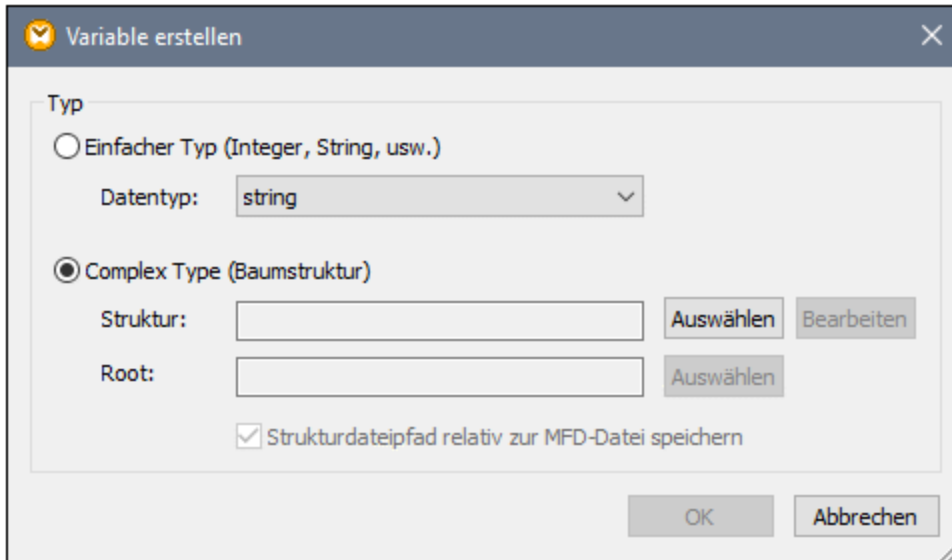 Variable erstellen
Typ
Einfacher Typ (Integer, String, usw.)
Datentyp: string
Complex Type (Baumstruktur)
Struktur: Auswählen Bearbeiten
Root: Auswählen
Strukturdateipfad relativ zur MFD-Datei speichern
OK Abbrechen